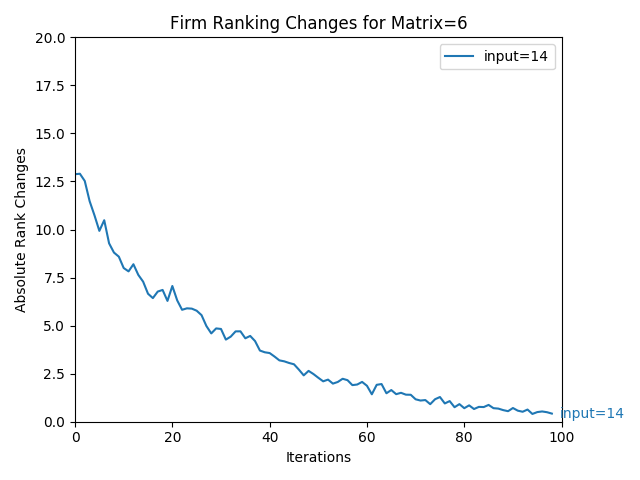 Firm Ranking Changes for Matrix=6
input=14
Absolute Rank Changes
20.0
17.5
15.0
12.5
10.0
7.5
5.0
2.5
0.0
input=14
0 20 40 60 80 100
Iterations